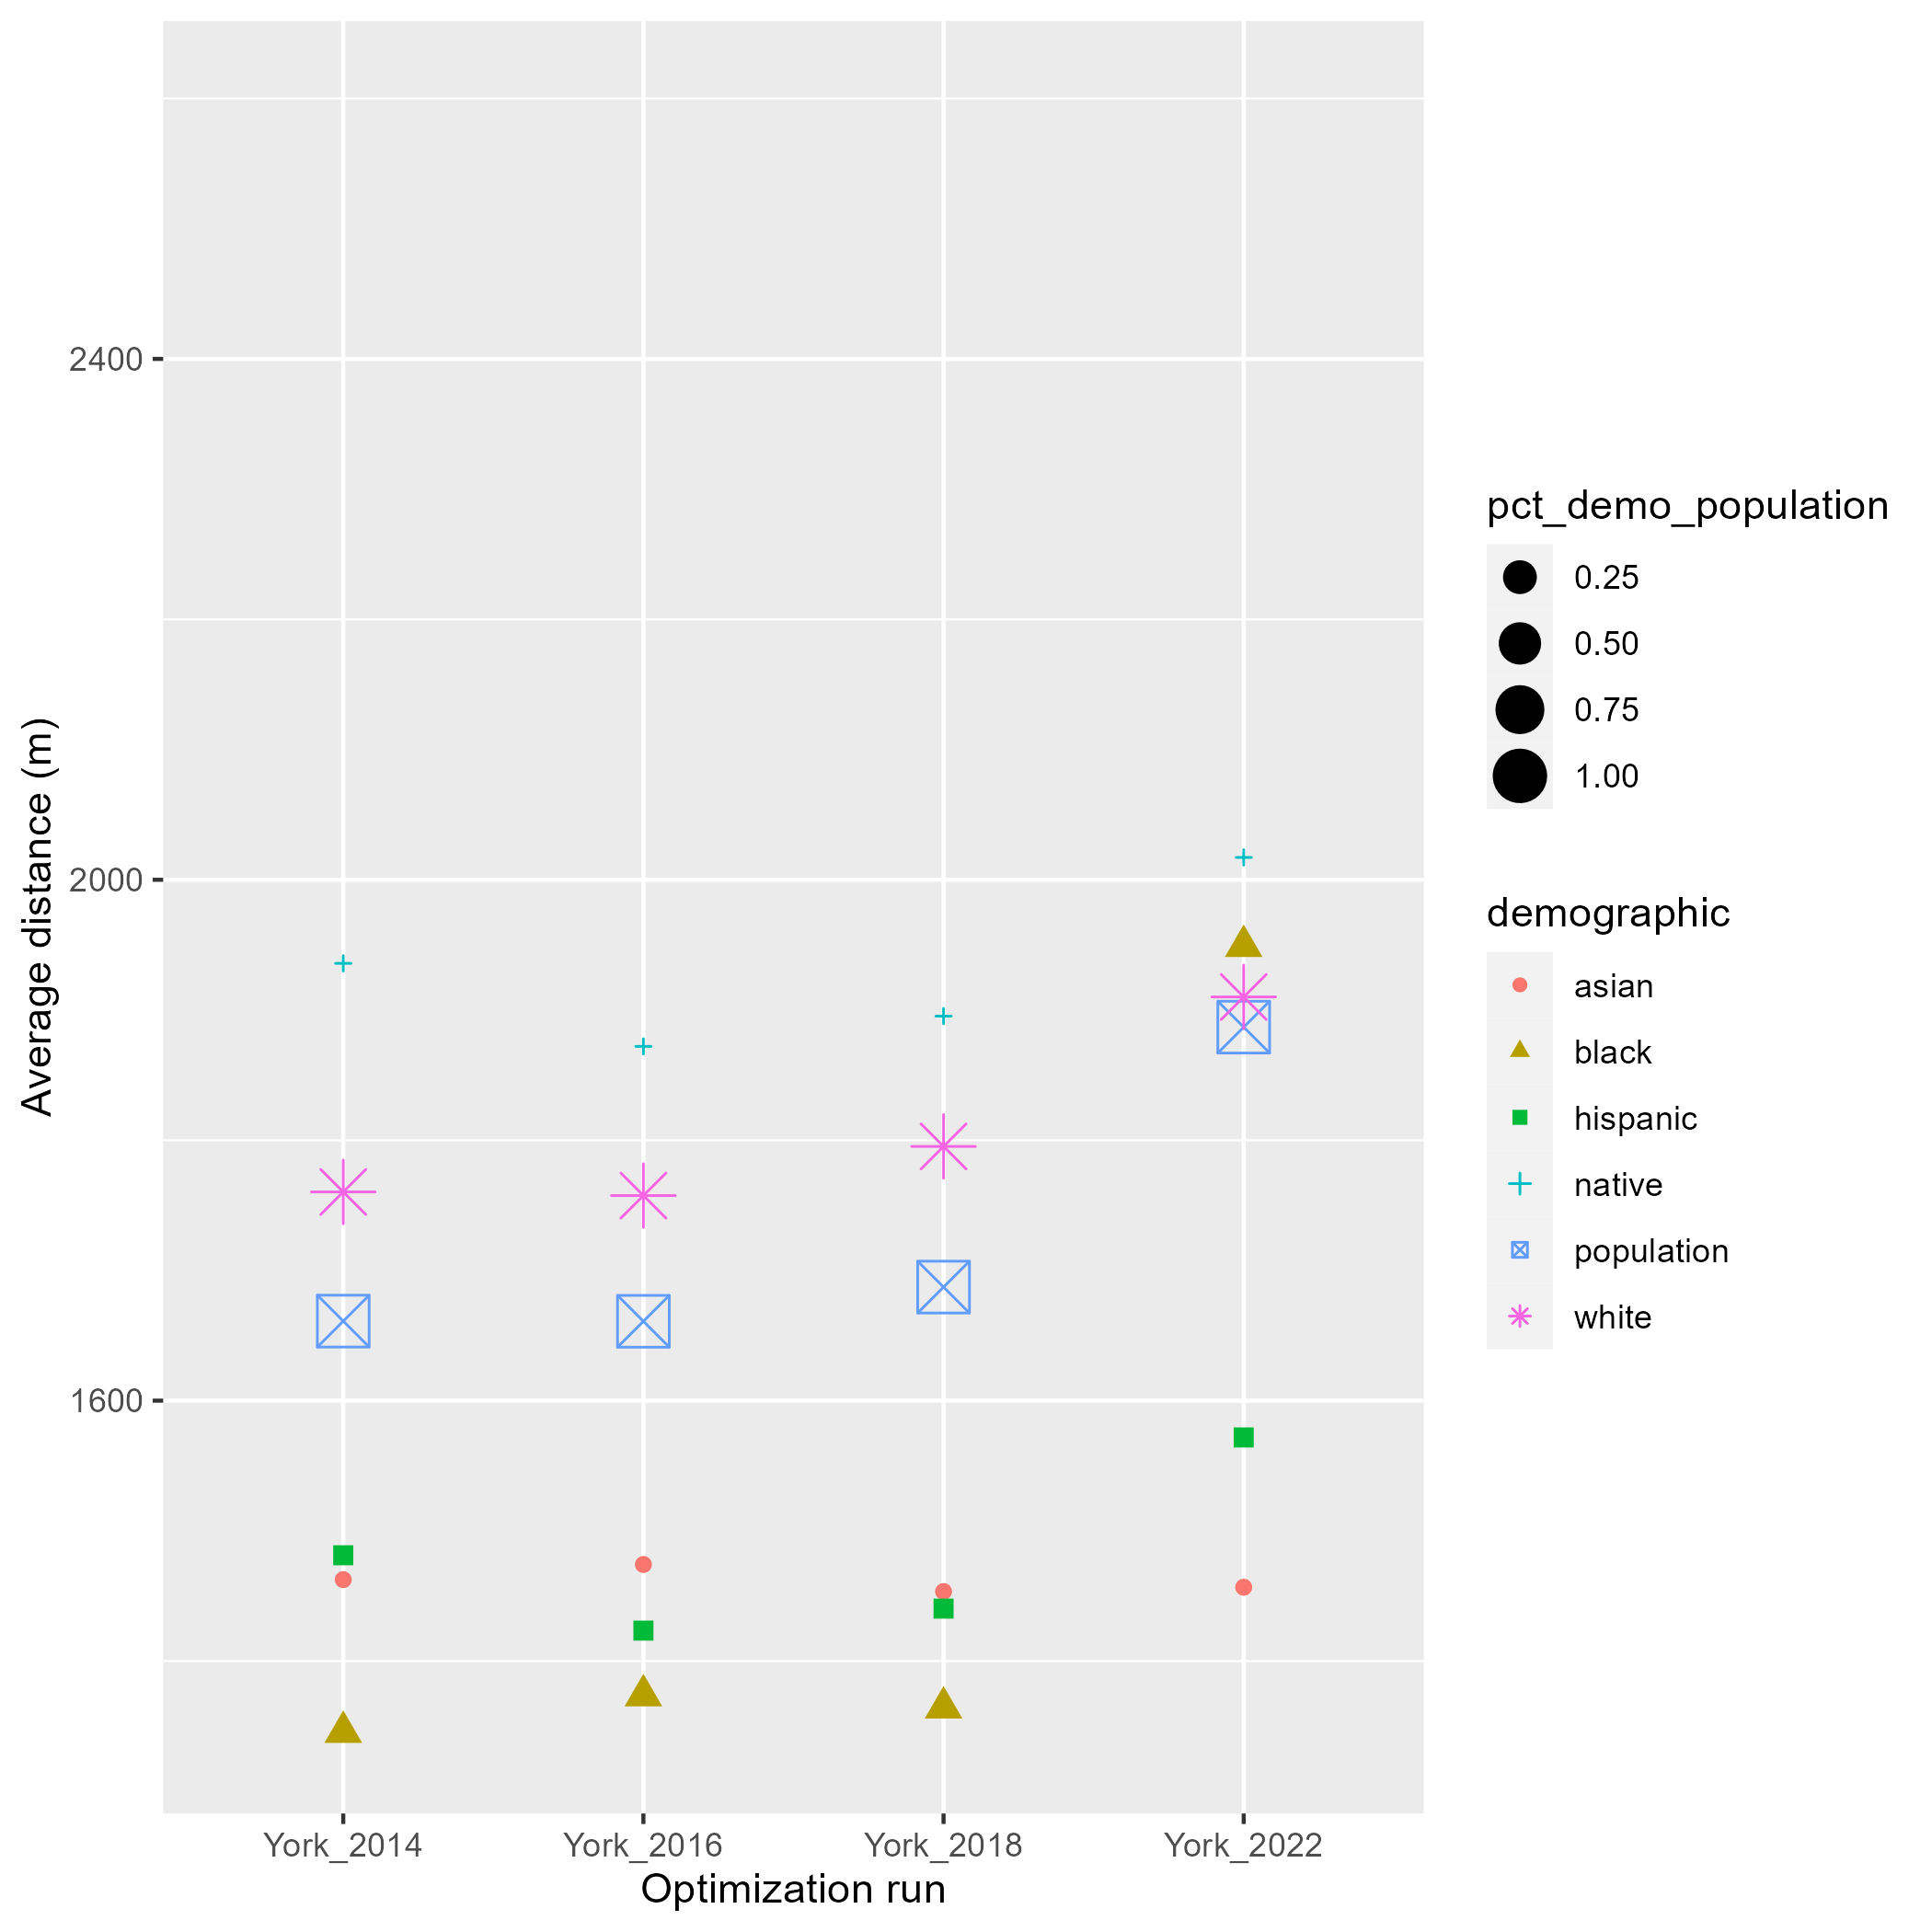 Average distance (m)
2400
2000
1600
York_2014
York_2016
York_2018
York_2022
Optimization run
pct_demo_population
0.25
0.50
0.75
1.00
demographic
asian
black
hispanic
native
population
white